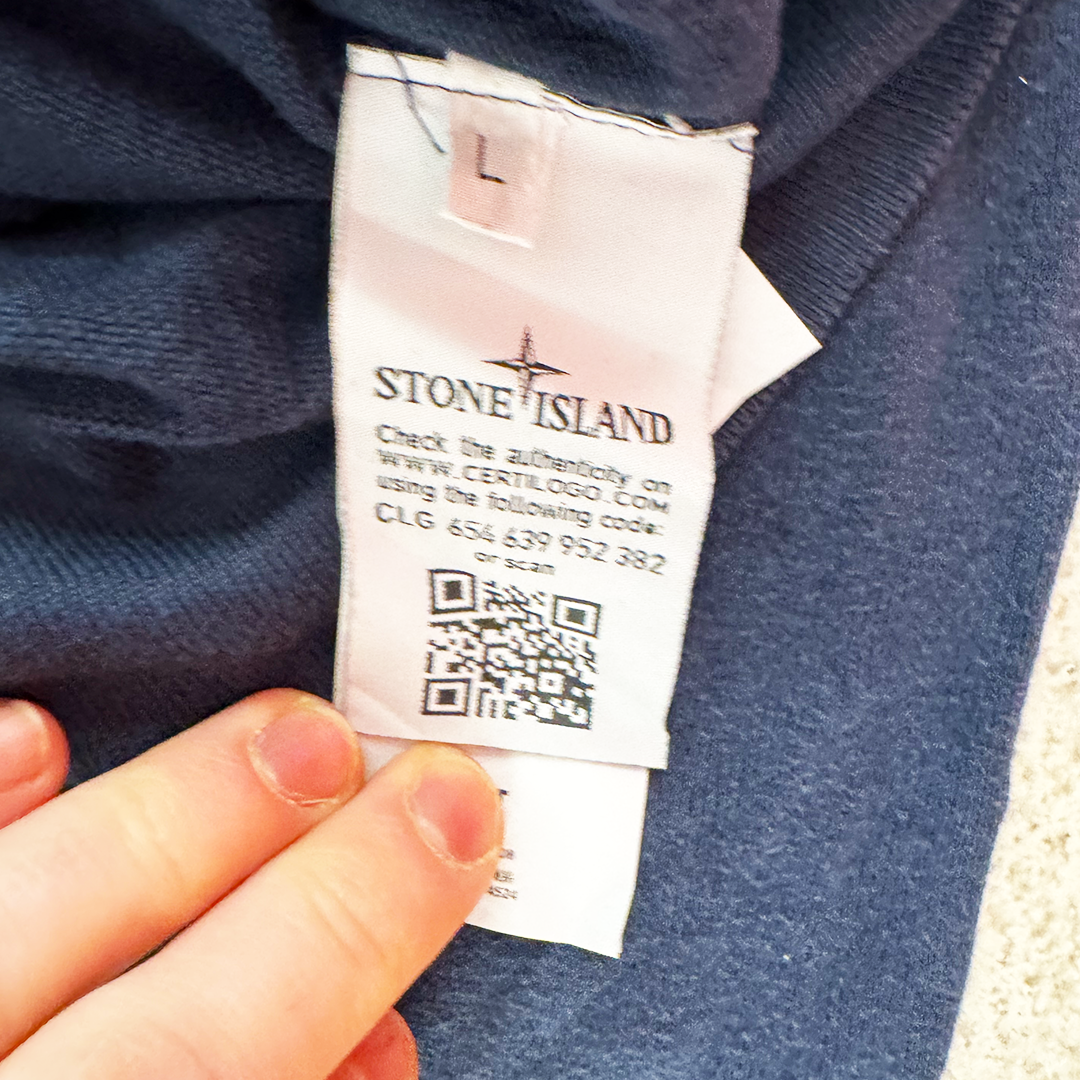 L
STONE ISLAND
Check the authenticity on
WWW.CERTILOGO.COM
using the following code:
CLG 654 639 952 382
or scan